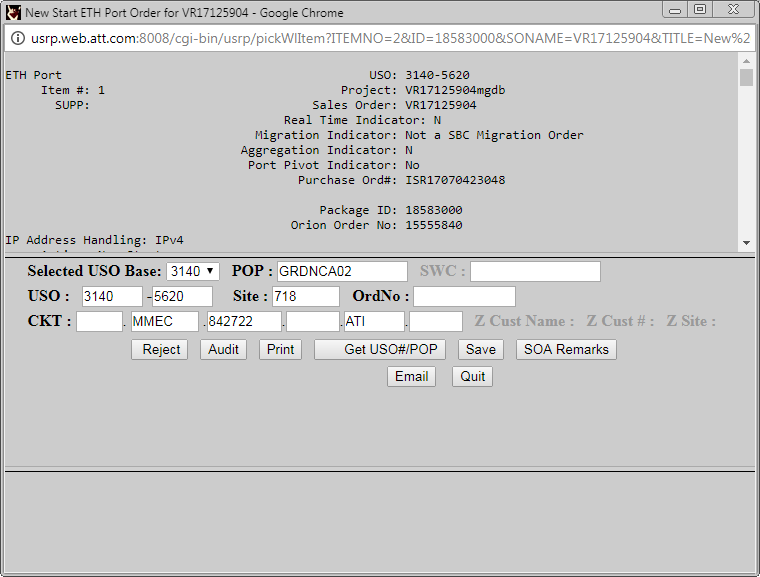 New Start ETH Port Order for VR17125904 - Google Chrome
usrp.web.att.com:8008/cgi-bin/usrp/pickWlItem?ITEMNO=2&ID=18583000&SONAME=VR17125904&TITLE=New%2
ETH Port USO: 3140-5620
Item #: 1 Project: VR17125904mgdb
SUPP: Sales Order: VR17125904
Real Time Indicator: N
Migration Indicator: Not a SBC Migration Order
Aggregation Indicator: N
Port Pivot Indicator: No
Purchase Ord#: ISR17070423048
Package ID: 18583000
Orion Order No: 15555840
IP Address Handling: IPv4
Selected USO Base: 3140 POP : GRDNCA02 SWC :
USO : 3140 -5620 Site : 718 OrdNo :
CKT : . MMEC . 842722 . .ATI . Z Cust Name : Z Cust # : Z Site :
Reject Audit Print Get USO#/POP Save SOA Remarks
Email Quit